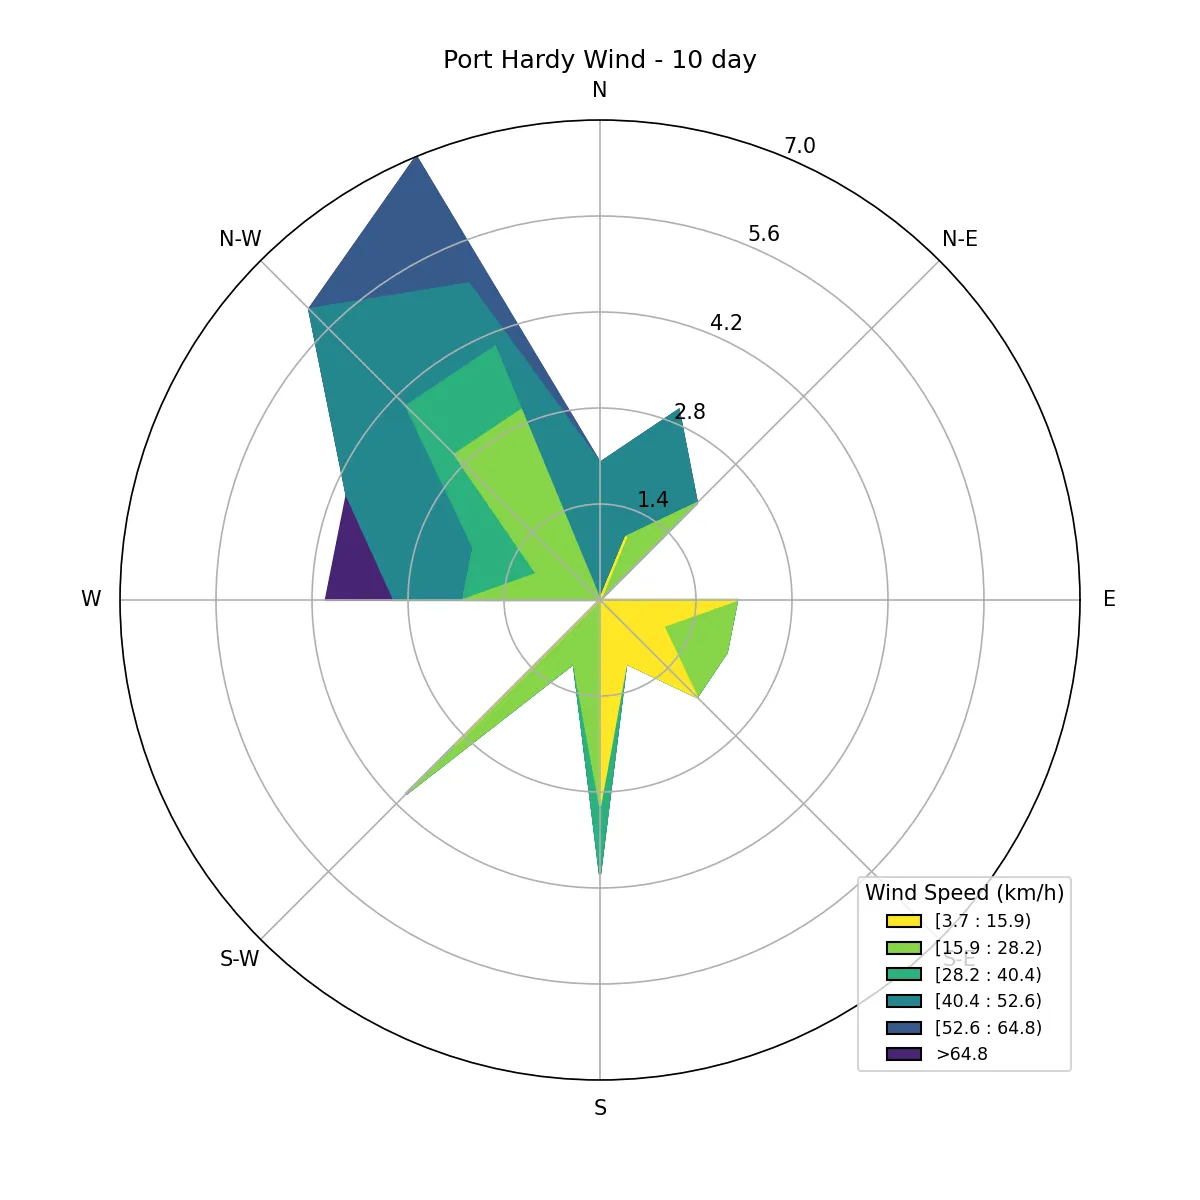 Port Hardy Wind - 10 day
N
7.0
N-W
5.6
N-E
4.2
2.8
1.4
W
E
S-W
S-E
S
Wind Speed (km/h)
[3.7 : 15.9)
[15.9 : 28.2)
[28.2 : 40.4)
[40.4 : 52.6)
[52.6 : 64.8)
>64.8